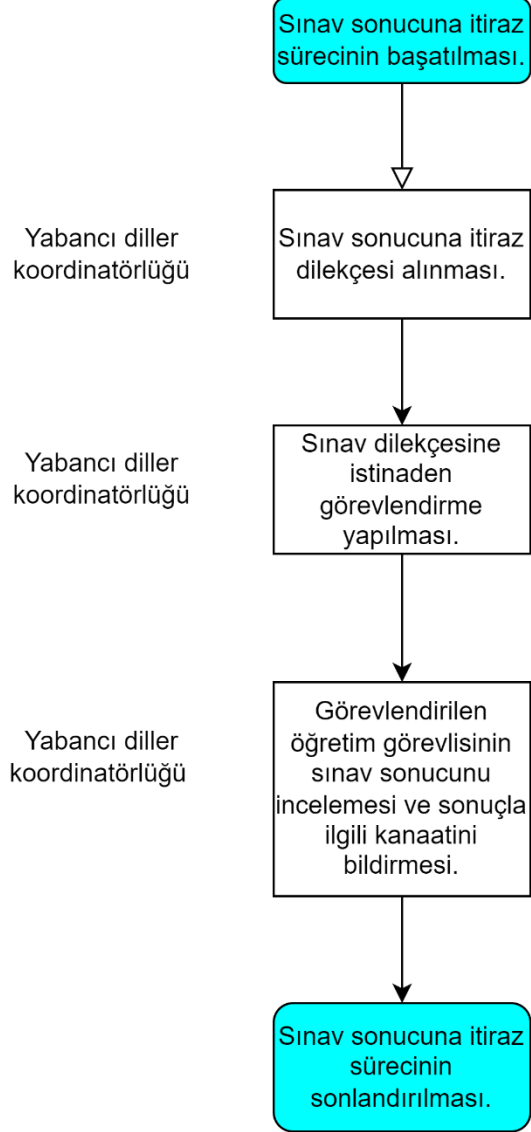 Sınav sonucuna itiraz
sürecinin başatılması.
Yabancı diller
koordinatörlüğü
Sınav sonucuna itiraz
dilekçesi alınması.
Yabancı diller
koordinatörlüğü
Sınav dilekçesine
istinaden
görevlendirme
yapılması.
Yabancı diller
koordinatörlüğü
Görevlendirilen
öğretim görevlisinin
sınav sonucunu
incelemesi ve sonuçla
ilgili kanaatini
bildirmesi.
Sınav sonucuna itiraz
sürecinin
sonlandırılması.